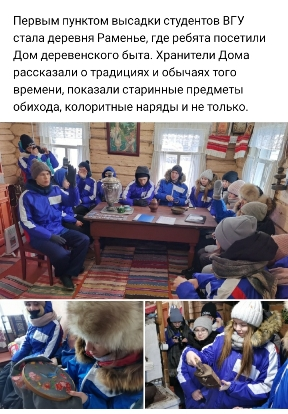 Первым пунктом высадки студентов ВГУ
стала деревня Раменье, где ребята посетили
Дом деревенского быта. Хранители Дома
рассказали о традициях и обычаях того
времени, показали старинные предметы
обихода, колоритные наряды и не только.